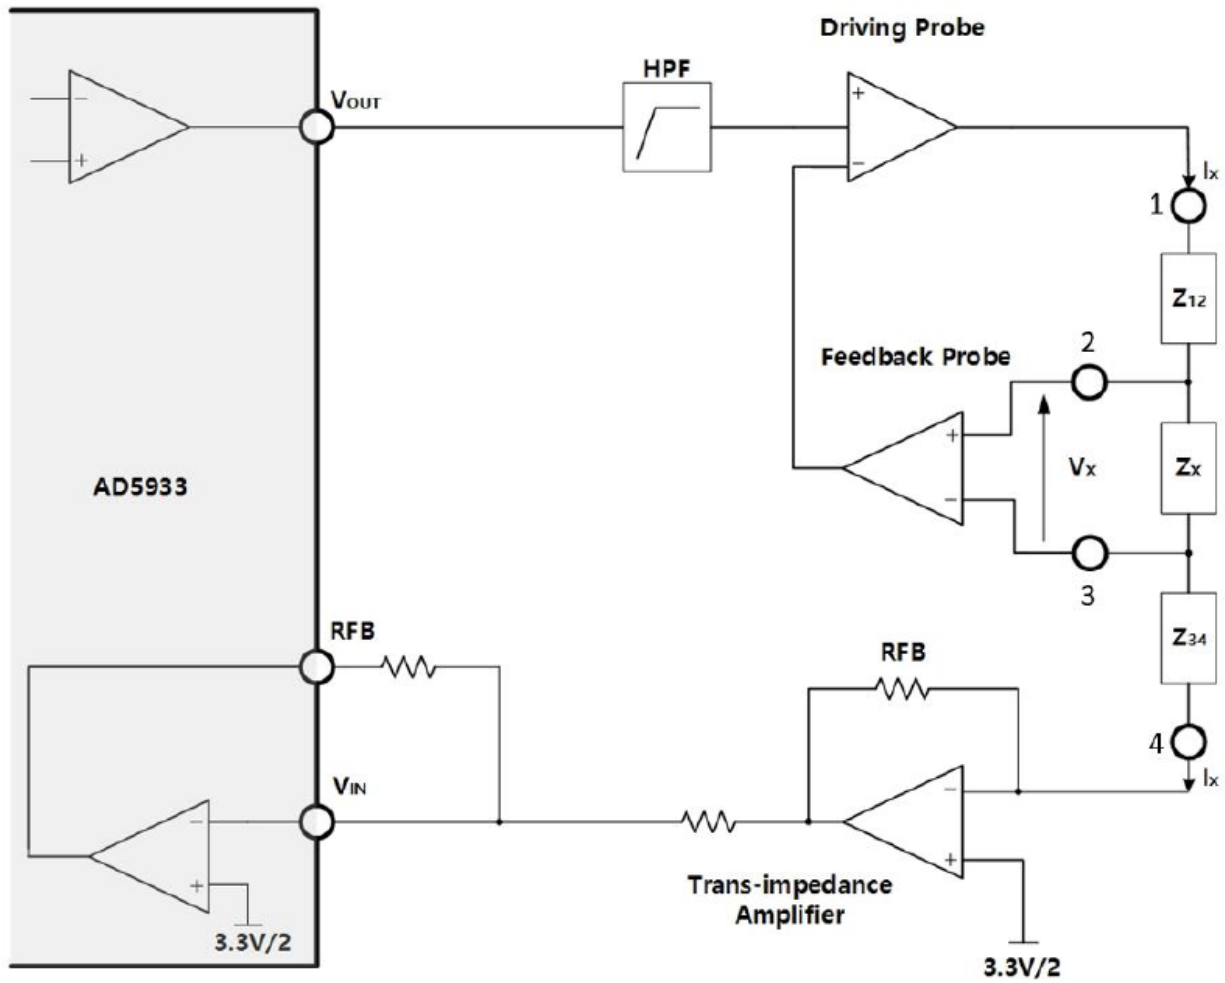 Driving Probe
HPF
VOUT
+
−
−
+
Ix
1
Z12
2
Feedback Probe
+
Vx
Zx
−
AD5933
3
RFB
Z34
RFB
4
VIN
Ix
−
−
+
+
Trans-impedance
Amplifier
3.3V/2
3.3V/2